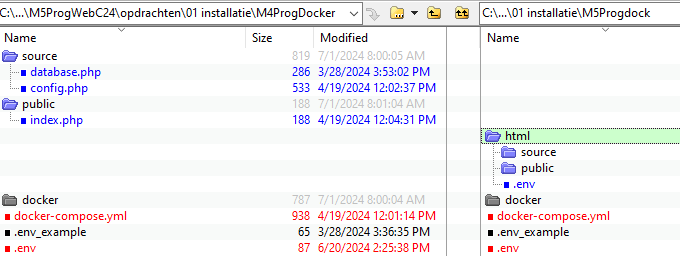 C:\...\M5ProgWebC24\opdrachten\01 installatie\M4ProgDocker C:\...\01 installatie\M5Progdock
Name Size Modified Name
source 819 7/1/2024 8:00:05 AM
database.php 286 3/28/2024 3:53:02 PM
config.php 533 4/19/2024 12:02:37 PM
public 188 7/1/2024 8:01:04 AM
index.php 188 4/19/2024 12:04:31 PM
html
source
public
.env
docker 787 7/1/2024 8:00:04 AM docker
docker-compose.yml 938 4/19/2024 12:01:14 PM docker-compose.yml
.env_example 65 3/28/2024 3:36:35 PM .env_example
.env 87 6/20/2024 2:25:38 PM .env